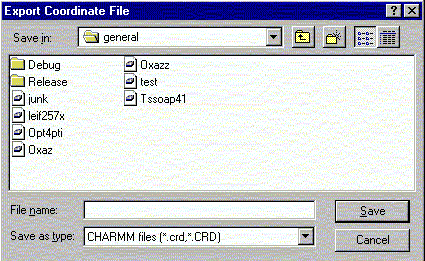 Export Coordinate File
Save in: general
Debug
Release
junk
leif257x
Opt4pti
Oxaz
Oxazz
test
Tssoap41
File name:
Save
Save as type: CHARMM files (*.crd,*.CRD)
Cancel